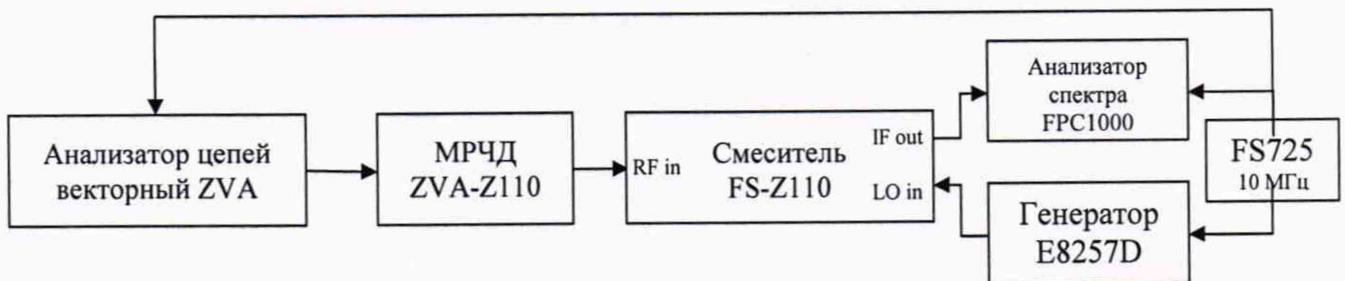 Анализатор цепей
векторный ZVA
МРЧД
ZVA-Z110
RF in
Смеситель
FS-Z110
IF out
LO in
Анализатор
спектра
FPC1000
Генератор
E8257D
FS725
10 МГц